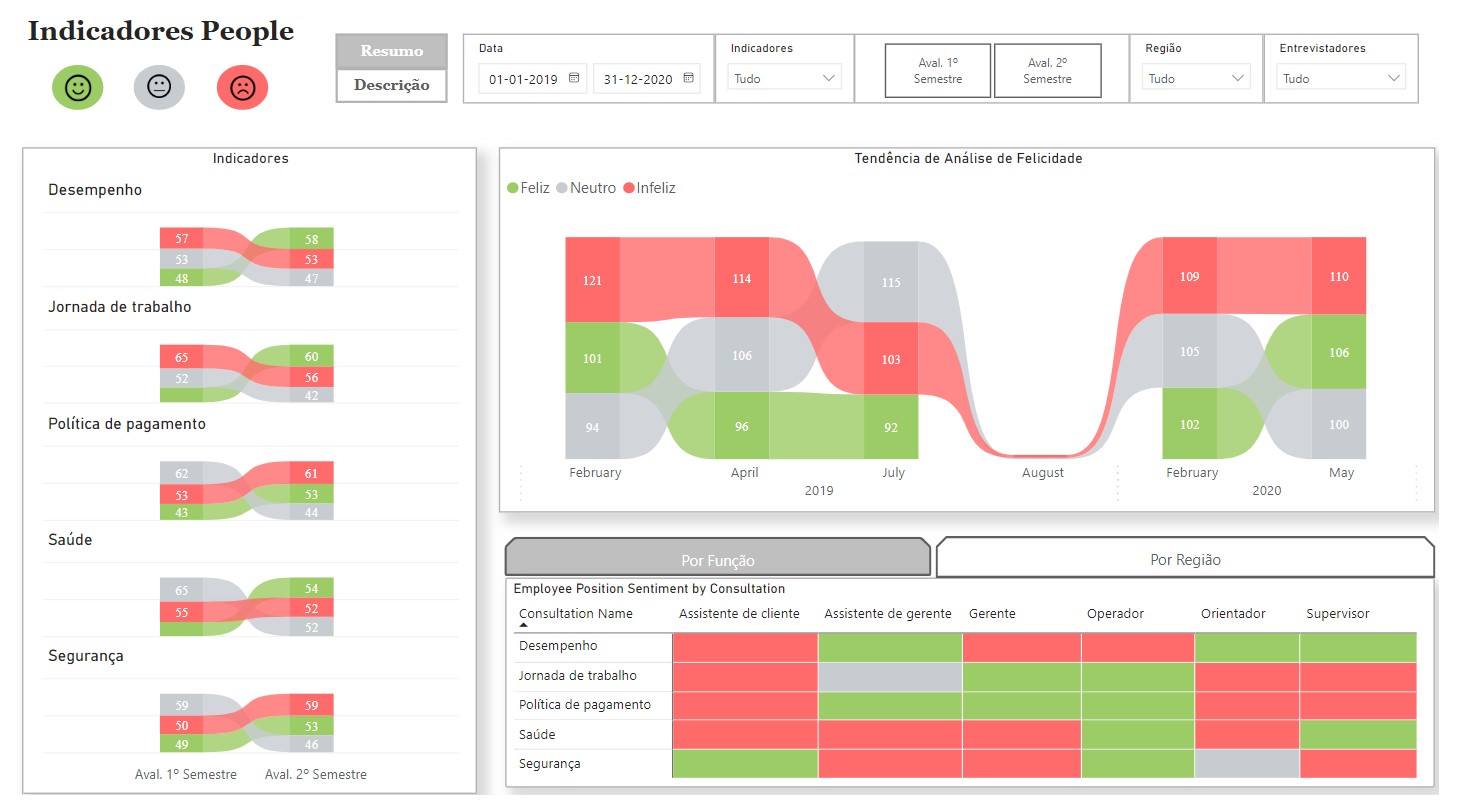 Indicadores People
Resumo
Descrição
Data
01-01-2019
31-12-2020
Indicadores
Tudo
Aval. 1º
Semestre
Aval. 2º
Semestre
Região
Tudo
Entrevistadores
Tudo
Indicadores
Desempenho
57
53
48
58
53
47
Jornada de trabalho
65
52
60
56
42
Política de pagamento
62
53
43
61
53
44
Saúde
65
55
54
52
52
Segurança
59
50
49
59
53
46
Aval. 1º Semestre
Aval. 2º Semestre
Tendência de Análise de Felicidade
Feliz Neutro Infeliz
121
101
94
114
106
96
115
103
92
109
105
102
110
106
100
February April July August February May
2019 2020
Por Função
Por Região
Employee Position Sentiment by Consultation
Consultation Name Assistente de cliente Assistente de gerente Gerente Operador Orientador Supervisor
Desempenho
Jornada de trabalho
Política de pagamento
Saúde
Segurança